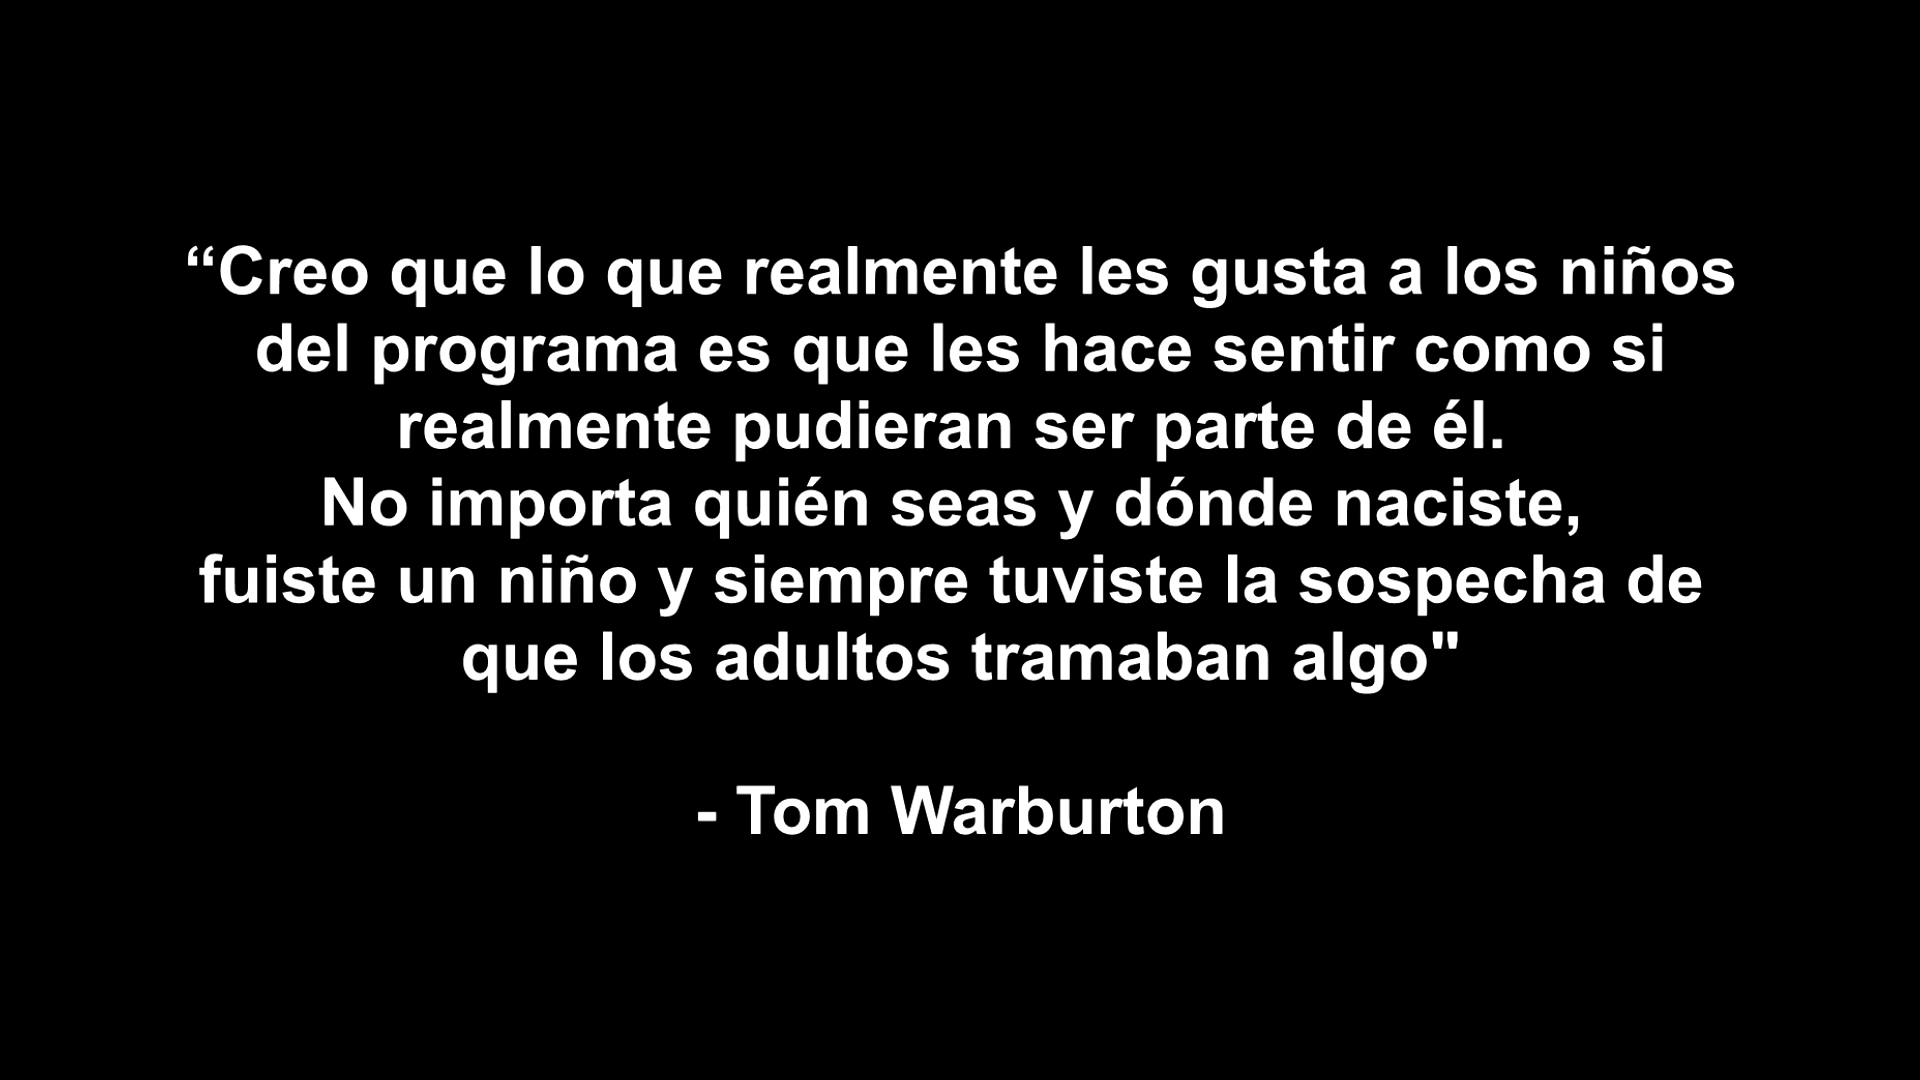 “Creo que lo que realmente les gusta a los niños
del programa es que les hace sentir como si
realmente pudieran ser parte de él.
No importa quién seas y dónde naciste,
fuiste un niño y siempre tuviste la sospecha de
que los adultos tramaban algo"
- Tom Warburton